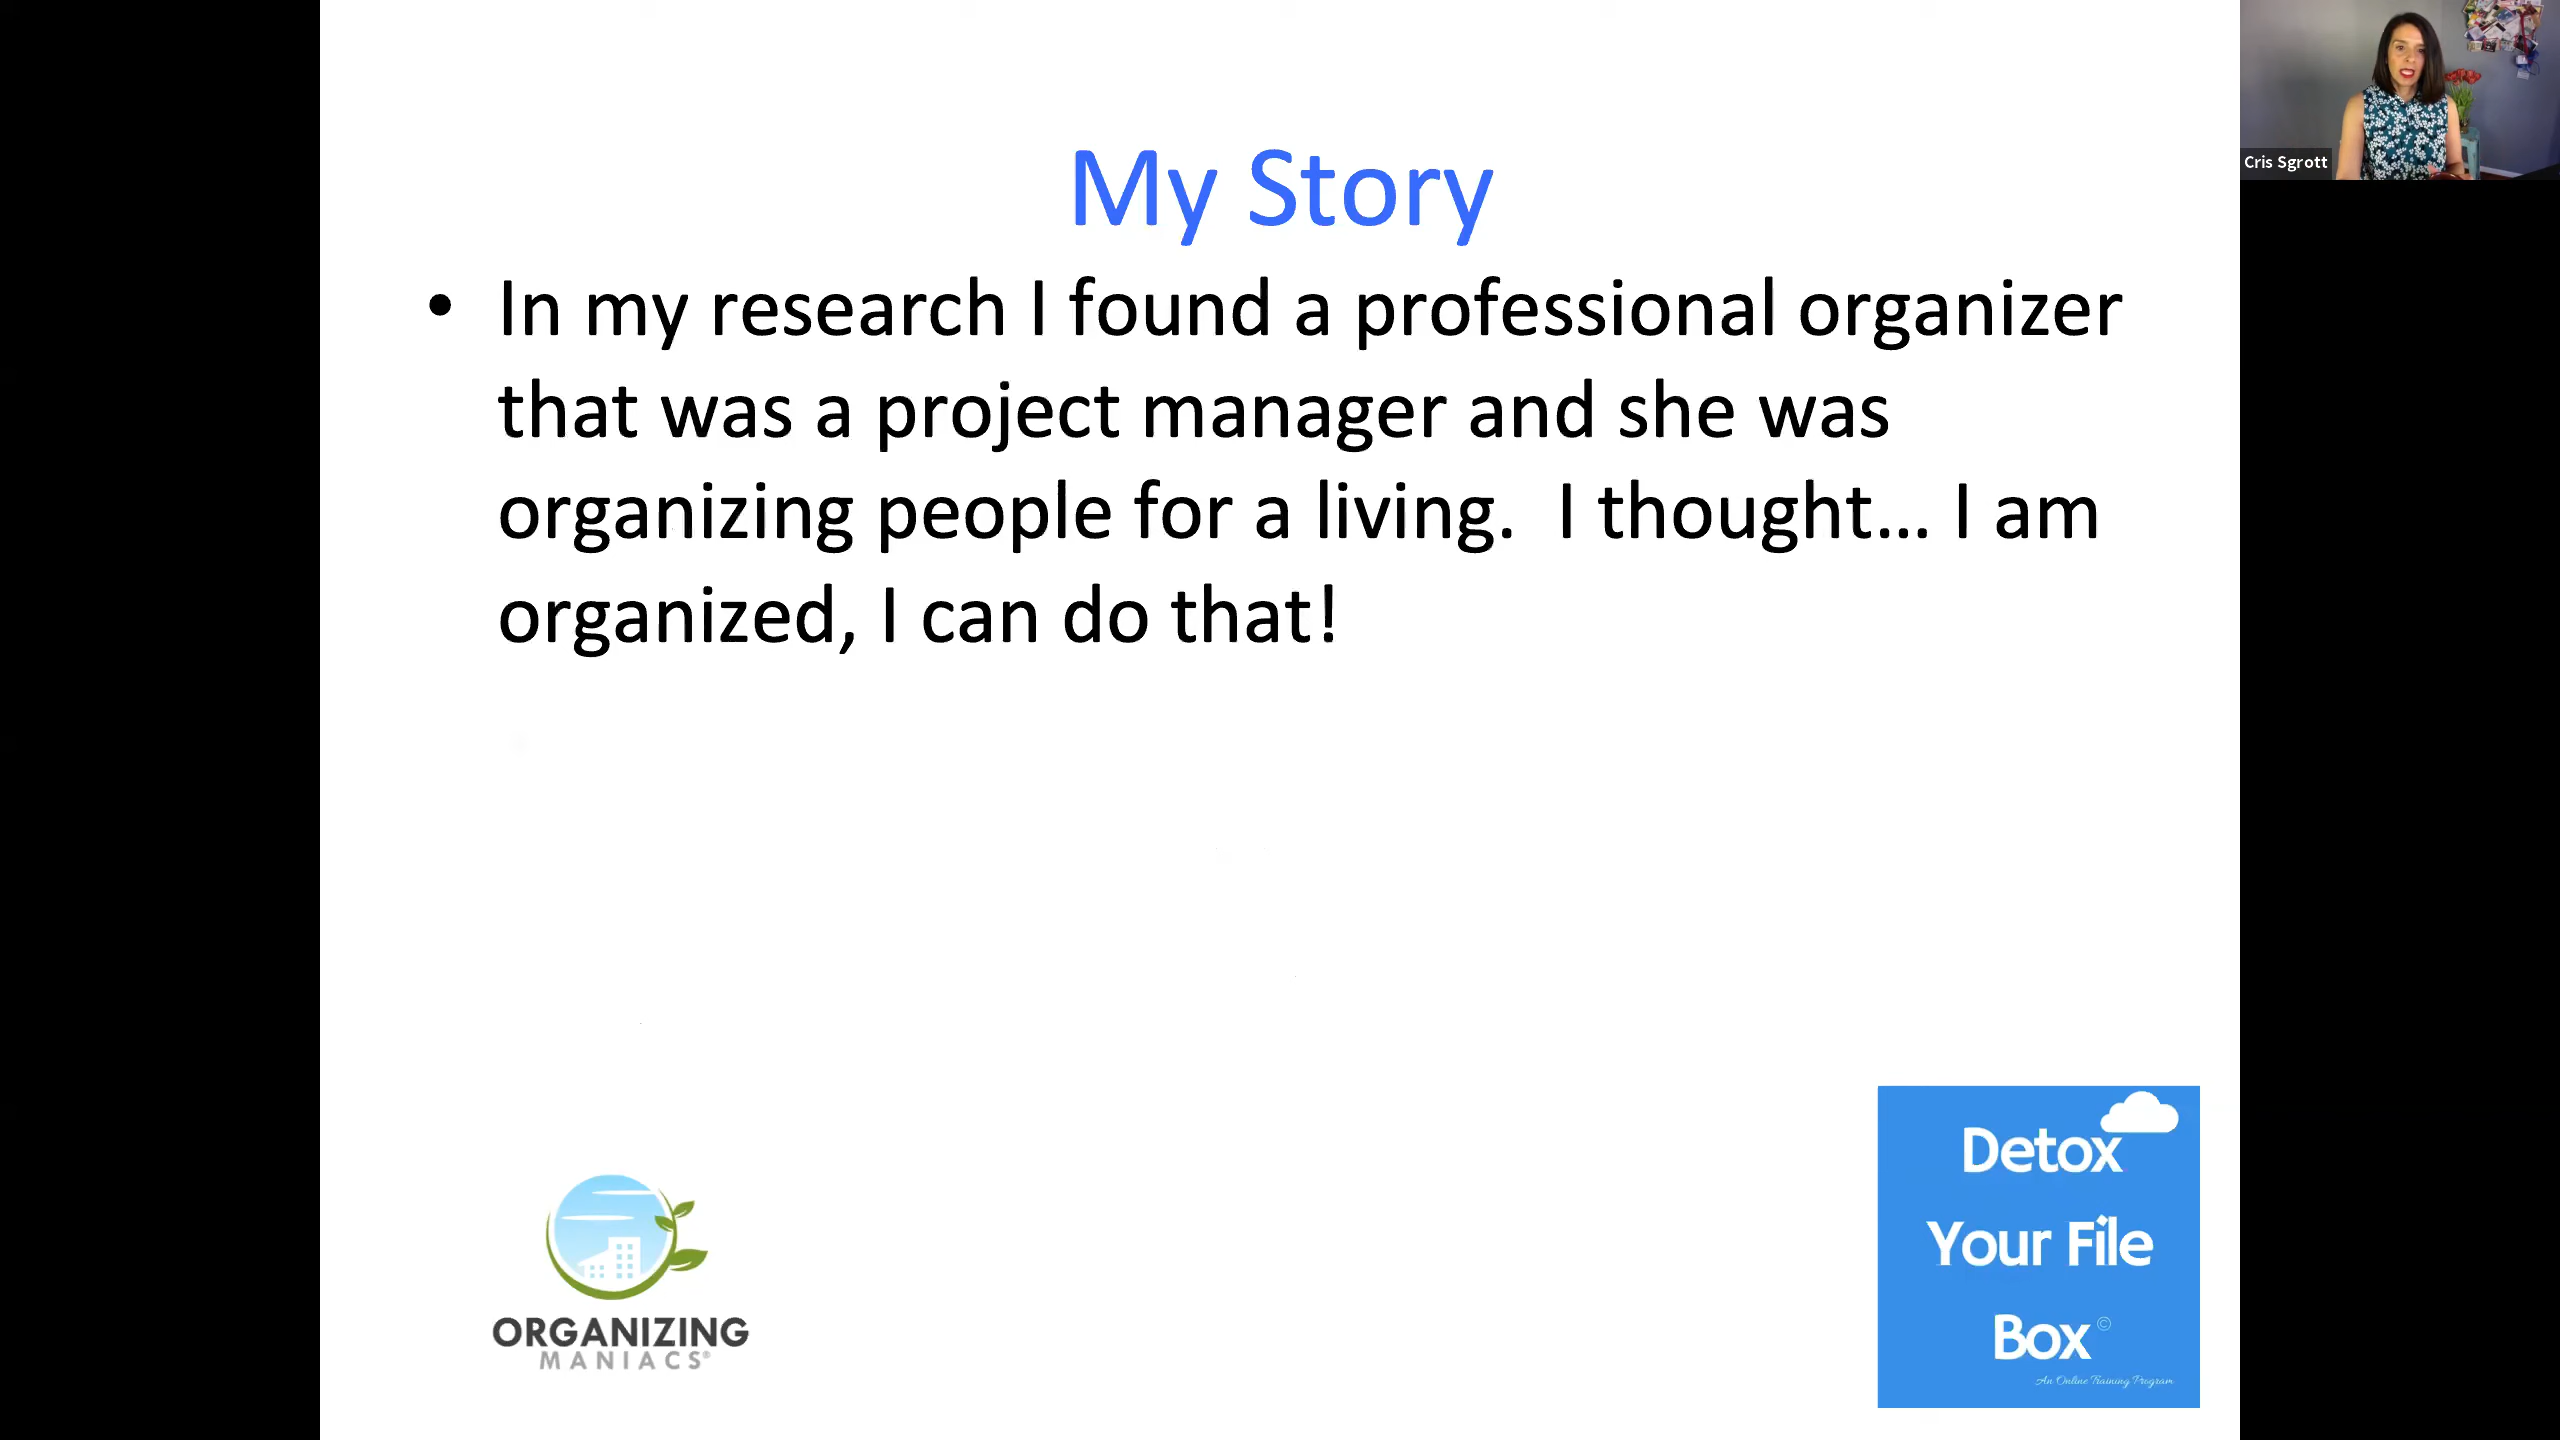 My Story
• In my research I found a professional organizer
that was a project manager and she was
organizing people for a living.  I thought... I am
organized, I can do that!
Cris Sgrott
ORGANIZING
MANIACS®
Detox
Your File
Box©
An Online Training Program